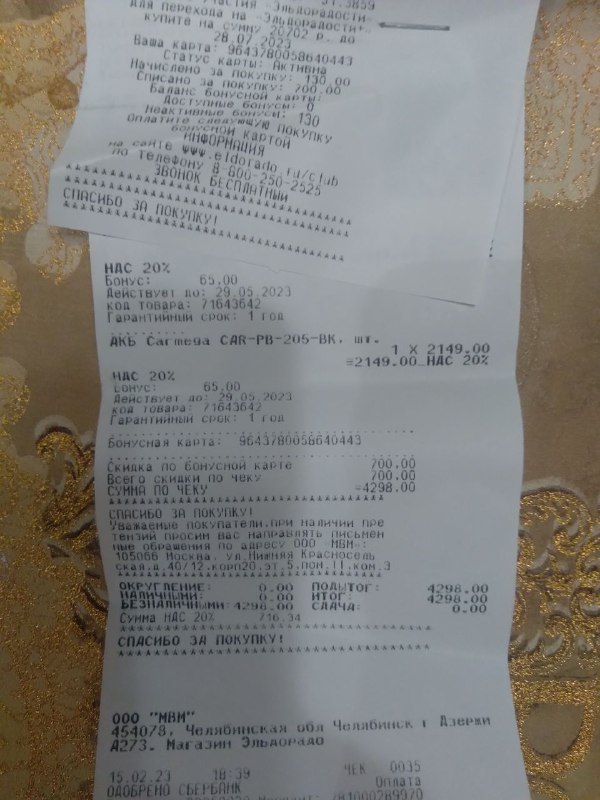 51.3859
УЧАСТИЯ «Эльдорадости»
для перехода на «Эльдорадости+»
купите на сумму 20702 р. до
28.07.2023
Ваша карта: 9643780058640443
Статус карты: Активна
Начислено за покупку: 130.00
Списано за покупку: 700.00
Баланс бонусной карты:
Доступные бонусы: 0
Неактивные бонусы: 130
Оплатите следующую покупку
бонусной картой
ИНФОРМАЦИЯ
на сайте www.eldorado.ru/club
по телефону 8-800-250-2525
ЗВОНОК БЕСПЛАТНЫЙ
СПАСИБО ЗА ПОКУПКУ!
НДС 20%
Бонус: 65.00
Действует до: 29.05.2023
код товара: 71643642
Гарантийный срок: 1 год
АКБ Carmega CAR-PB-205-BK, шт.
1 X 2149.00
=2149.00_НДС 20%
НДС 20%
Бонус: 65.00
Действует до: 29.05.2023
код товара: 71643642
Гарантийный срок: 1 год
Бонусная карта: 9643780058640443
Скидка по бонусной карте 700.00
Всего скидки по чеку 700.00
СУММА ПО ЧЕКУ =4298.00
СПАСИБО ЗА ПОКУПКУ!
Уважаемые покупатели.при наличии пре
тензий просим вас направлять письмен
ные обращения по адресу ООО «МВМ»:
105066 Москва. ул.Нижняя Красносель
ская.д.40/12.корп20.эт.5.пом.II.ком.3
ОКРУГЛЕНИЕ: 0.00 ПОДЫТОГ: 4298.00
НАЛИЧНЫМИ: 0.00 ИТОГ: 4298.00
БЕЗНАЛИЧНЫМИ: 4298.00 СДАЧА: 0.00
Сумма НДС 20% 716.34
СПАСИБО ЗА ПОКУПКУ!
ООО "МВМ"
454078, Челябинская обл Челябинск г Дзержи
д273. Магазин Эльдорадо
15.02.23 18:39 ЧЕК 0035
ОДОБРЕНО СБЕРБАНК Оплата